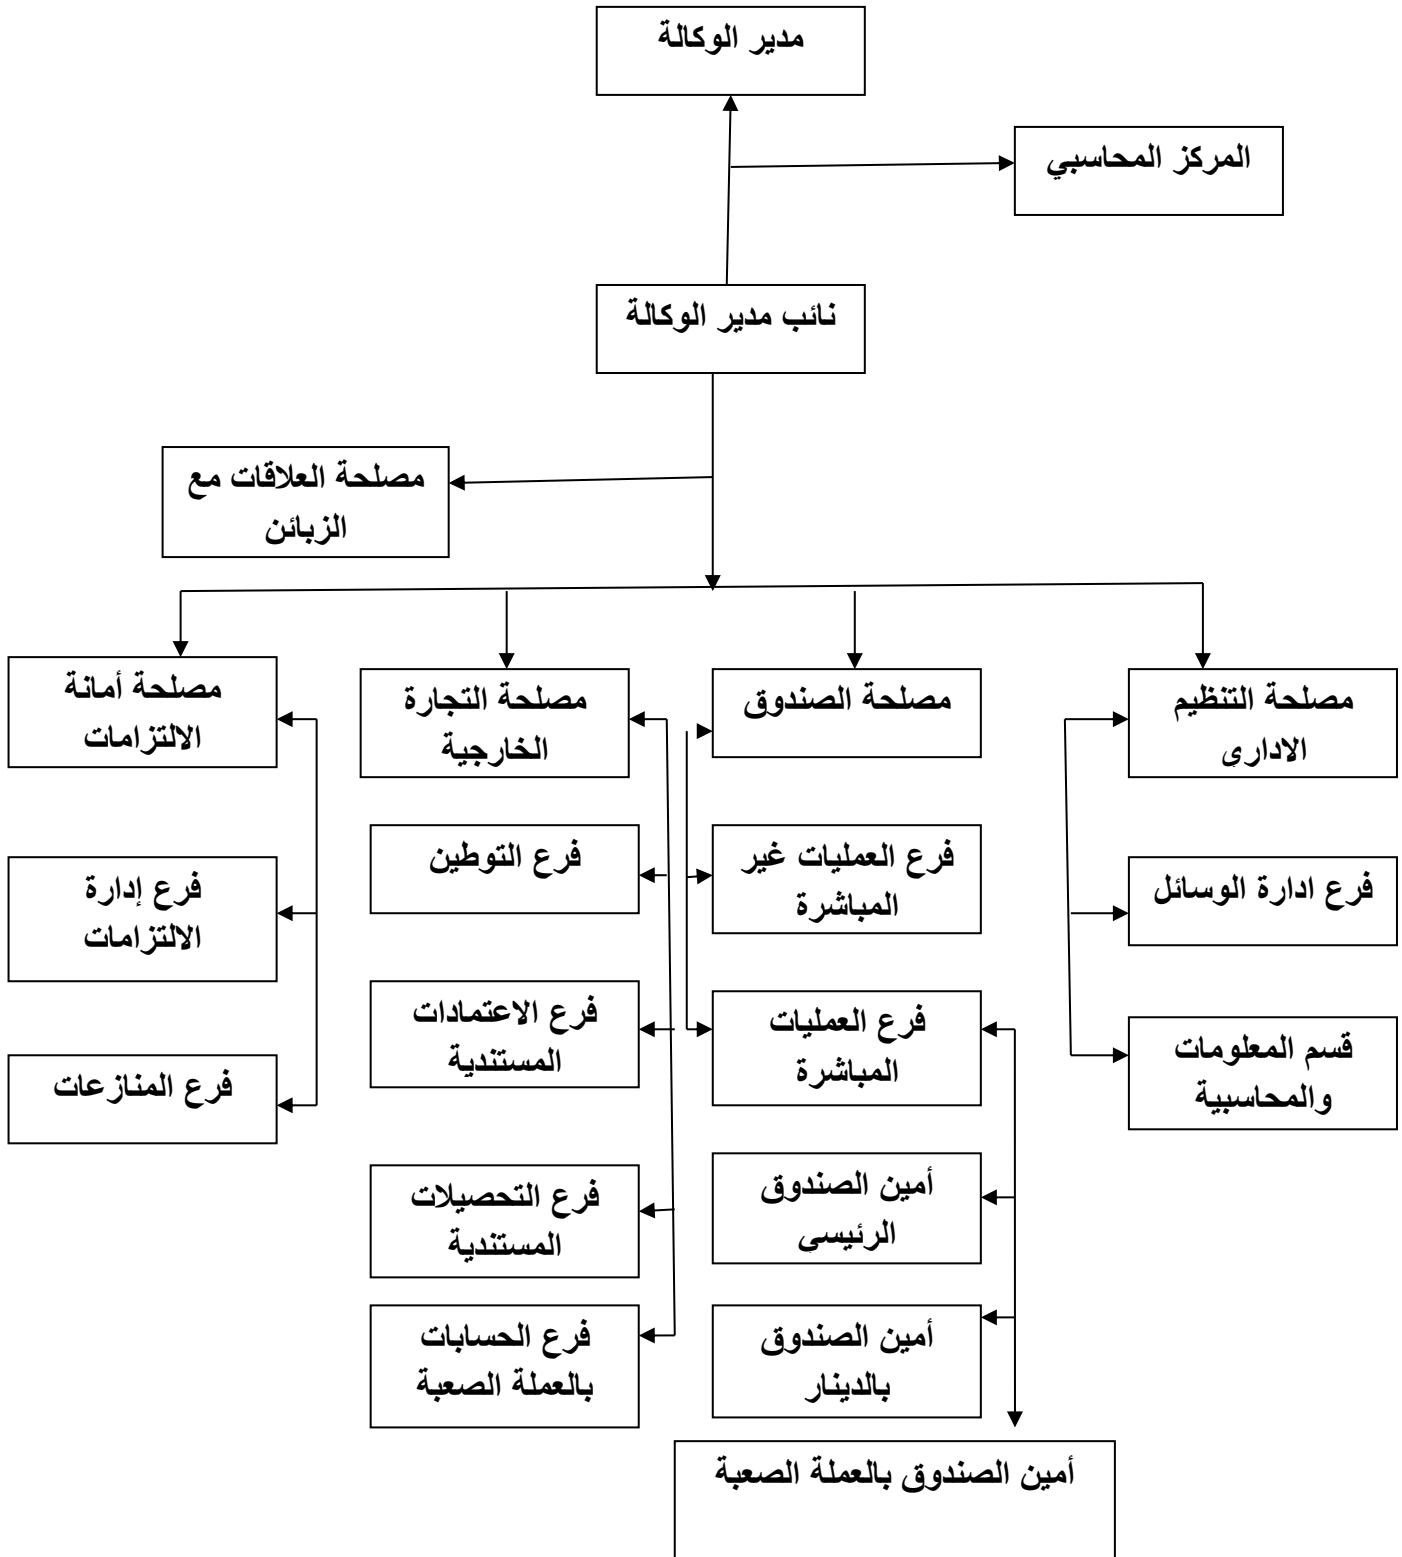 مدير الوكالة
المركز المحاسبي
نائب مدير الوكالة
مصلحة العلاقات مع
الزبائن
مصلحة التنظيم
الادارى
مصلحة الصندوق
مصلحة التجارة
الخارجية
مصلحة أمانة
الالتزامات
فرع ادارة الوسائل
فرع العمليات غير
المباشرة
فرع التوطين
فرع إدارة
الالتزامات
قسم المعلومات
والمحاسبية
فرع العمليات
المباشرة
فرع الاعتمادات
المستندية
فرع المنازعات
أمين الصندوق
الرئيسى
فرع التحصيلات
المستندية
أمين الصندوق
بالدينار
فرع الحسابات
بالعملة الصعبة
أمين الصندوق بالعملة الصعبة